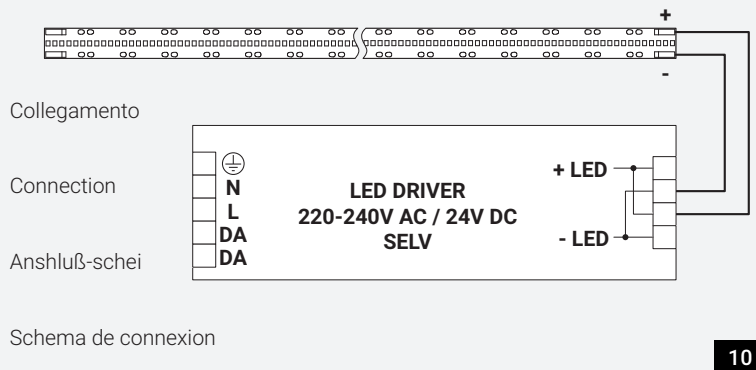 +
-
Collegamento
Connection
Anshluß-schei
Schema de connexion
N
L
DA
DA
LED DRIVER
220-240V AC / 24V DC
SELV
+ LED
- LED
10